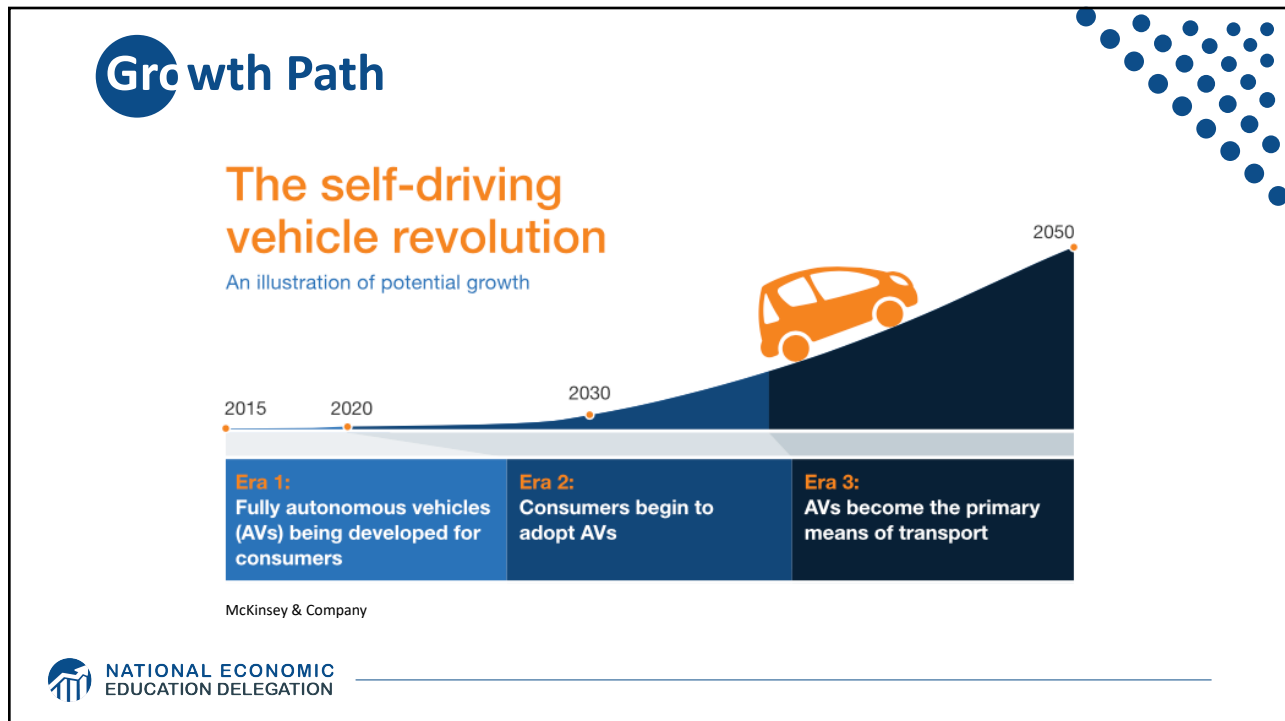 Growth Path
The self-driving
vehicle revolution
An illustration of potential growth
2015
2020
2030
2050
Era 1:
Fully autonomous vehicles
(AVs) being developed for
consumers
Era 2:
Consumers begin to
adopt AVs
Era 3:
AVs become the primary
means of transport
McKinsey & Company
NATIONAL ECONOMIC
EDUCATION DELEGATION